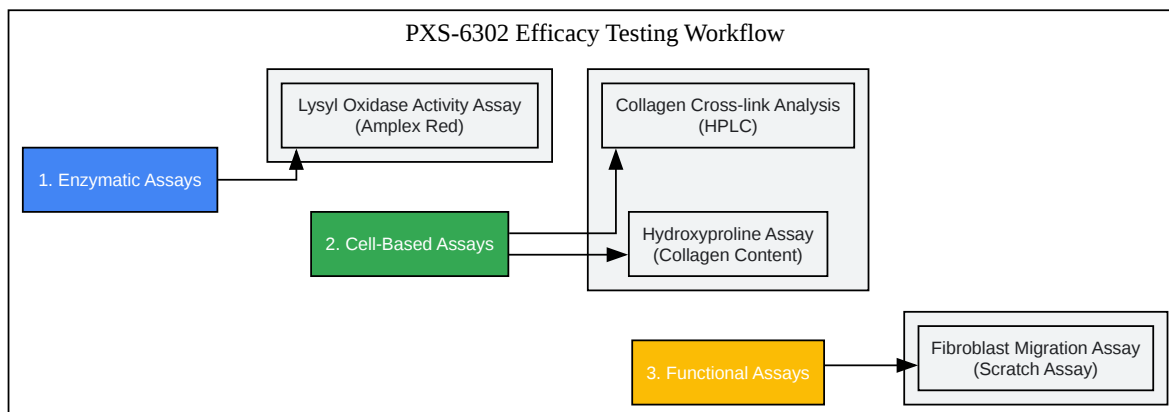 PXS-6302 Efficacy Testing Workflow
Lysyl Oxidase Activity Assay
(Amplex Red)
Collagen Cross-link Analysis
(HPLC)
1. Enzymatic Assays
2. Cell-Based Assays
Hydroxyproline Assay
(Collagen Content)
3. Functional Assays
Fibroblast Migration Assay
(Scratch Assay)